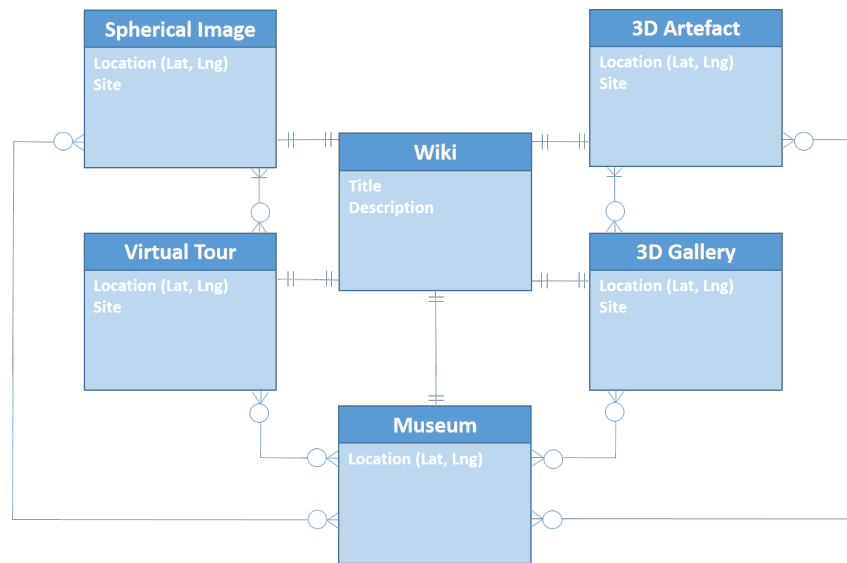 Spherical Image
Location (Lat, Lng)
Site
3D Artefact
Location (Lat, Lng)
Site
Wiki
Title
Description
Virtual Tour
Location (Lat, Lng)
Site
3D Gallery
Location (Lat, Lng)
Site
Museum
Location (Lat, Lng)